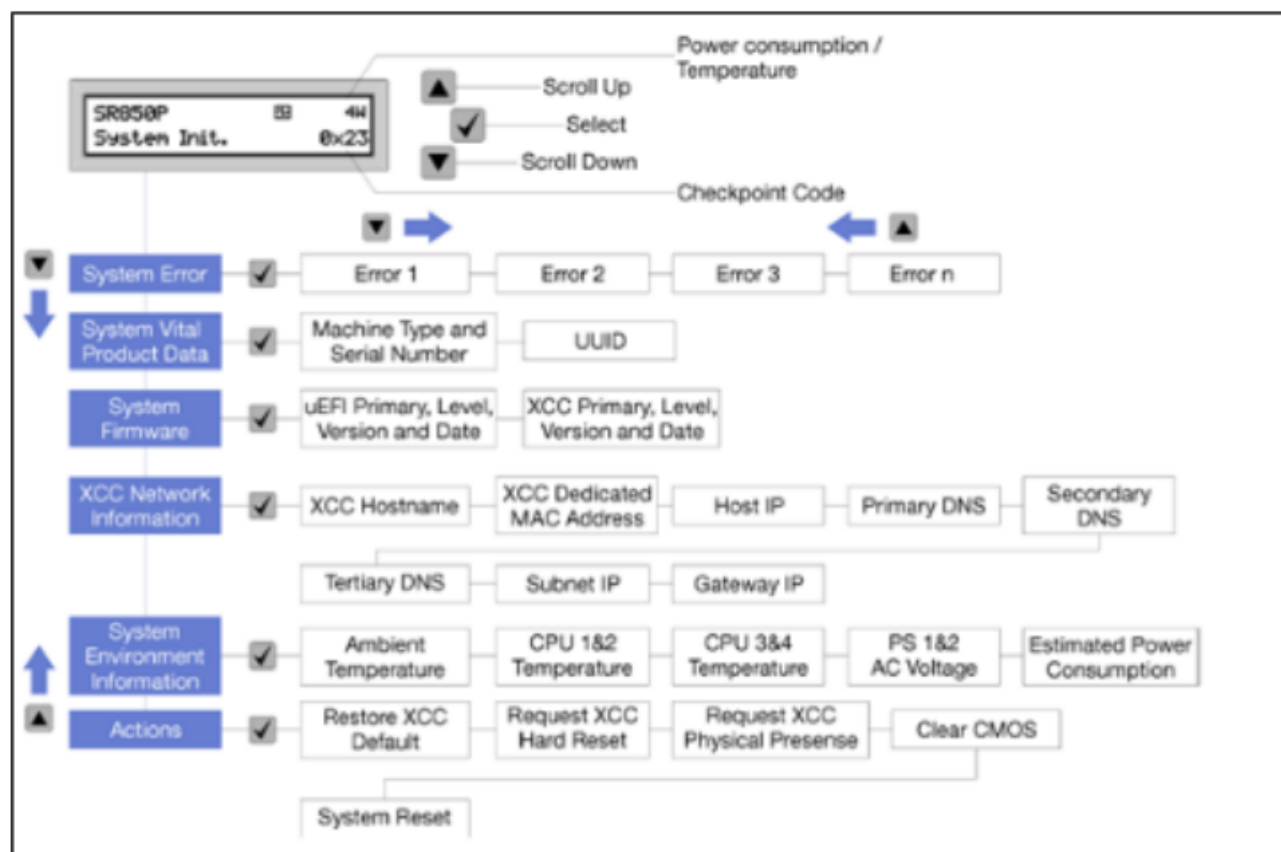 Power consumption /
Temperature
SR850P 4W
System Init. 0x23
Scroll Up
Select
Scroll Down
Checkpoint Code
System Error
Error 1
Error 2
Error 3
Error n
System Vital
Product Data
Machine Type and
Serial Number
UUID
System
Firmware
uEFI Primary, Level,
Version and Date
XCC Primary, Level,
Version and Date
XCC Network
Information
XCC Hostname
XCC Dedicated
MAC Address
Host IP
Primary DNS
Secondary
DNS
Tertiary DNS
Subnet IP
Gateway IP
System
Environment
Information
Ambient
Temperature
CPU 1&2
Temperature
CPU 3&4
Temperature
PS 1&2
AC Voltage
Estimated Power
Consumption
Actions
Restore XCC
Default
Request XCC
Hard Reset
Request XCC
Physical Presense
Clear CMOS
System Reset